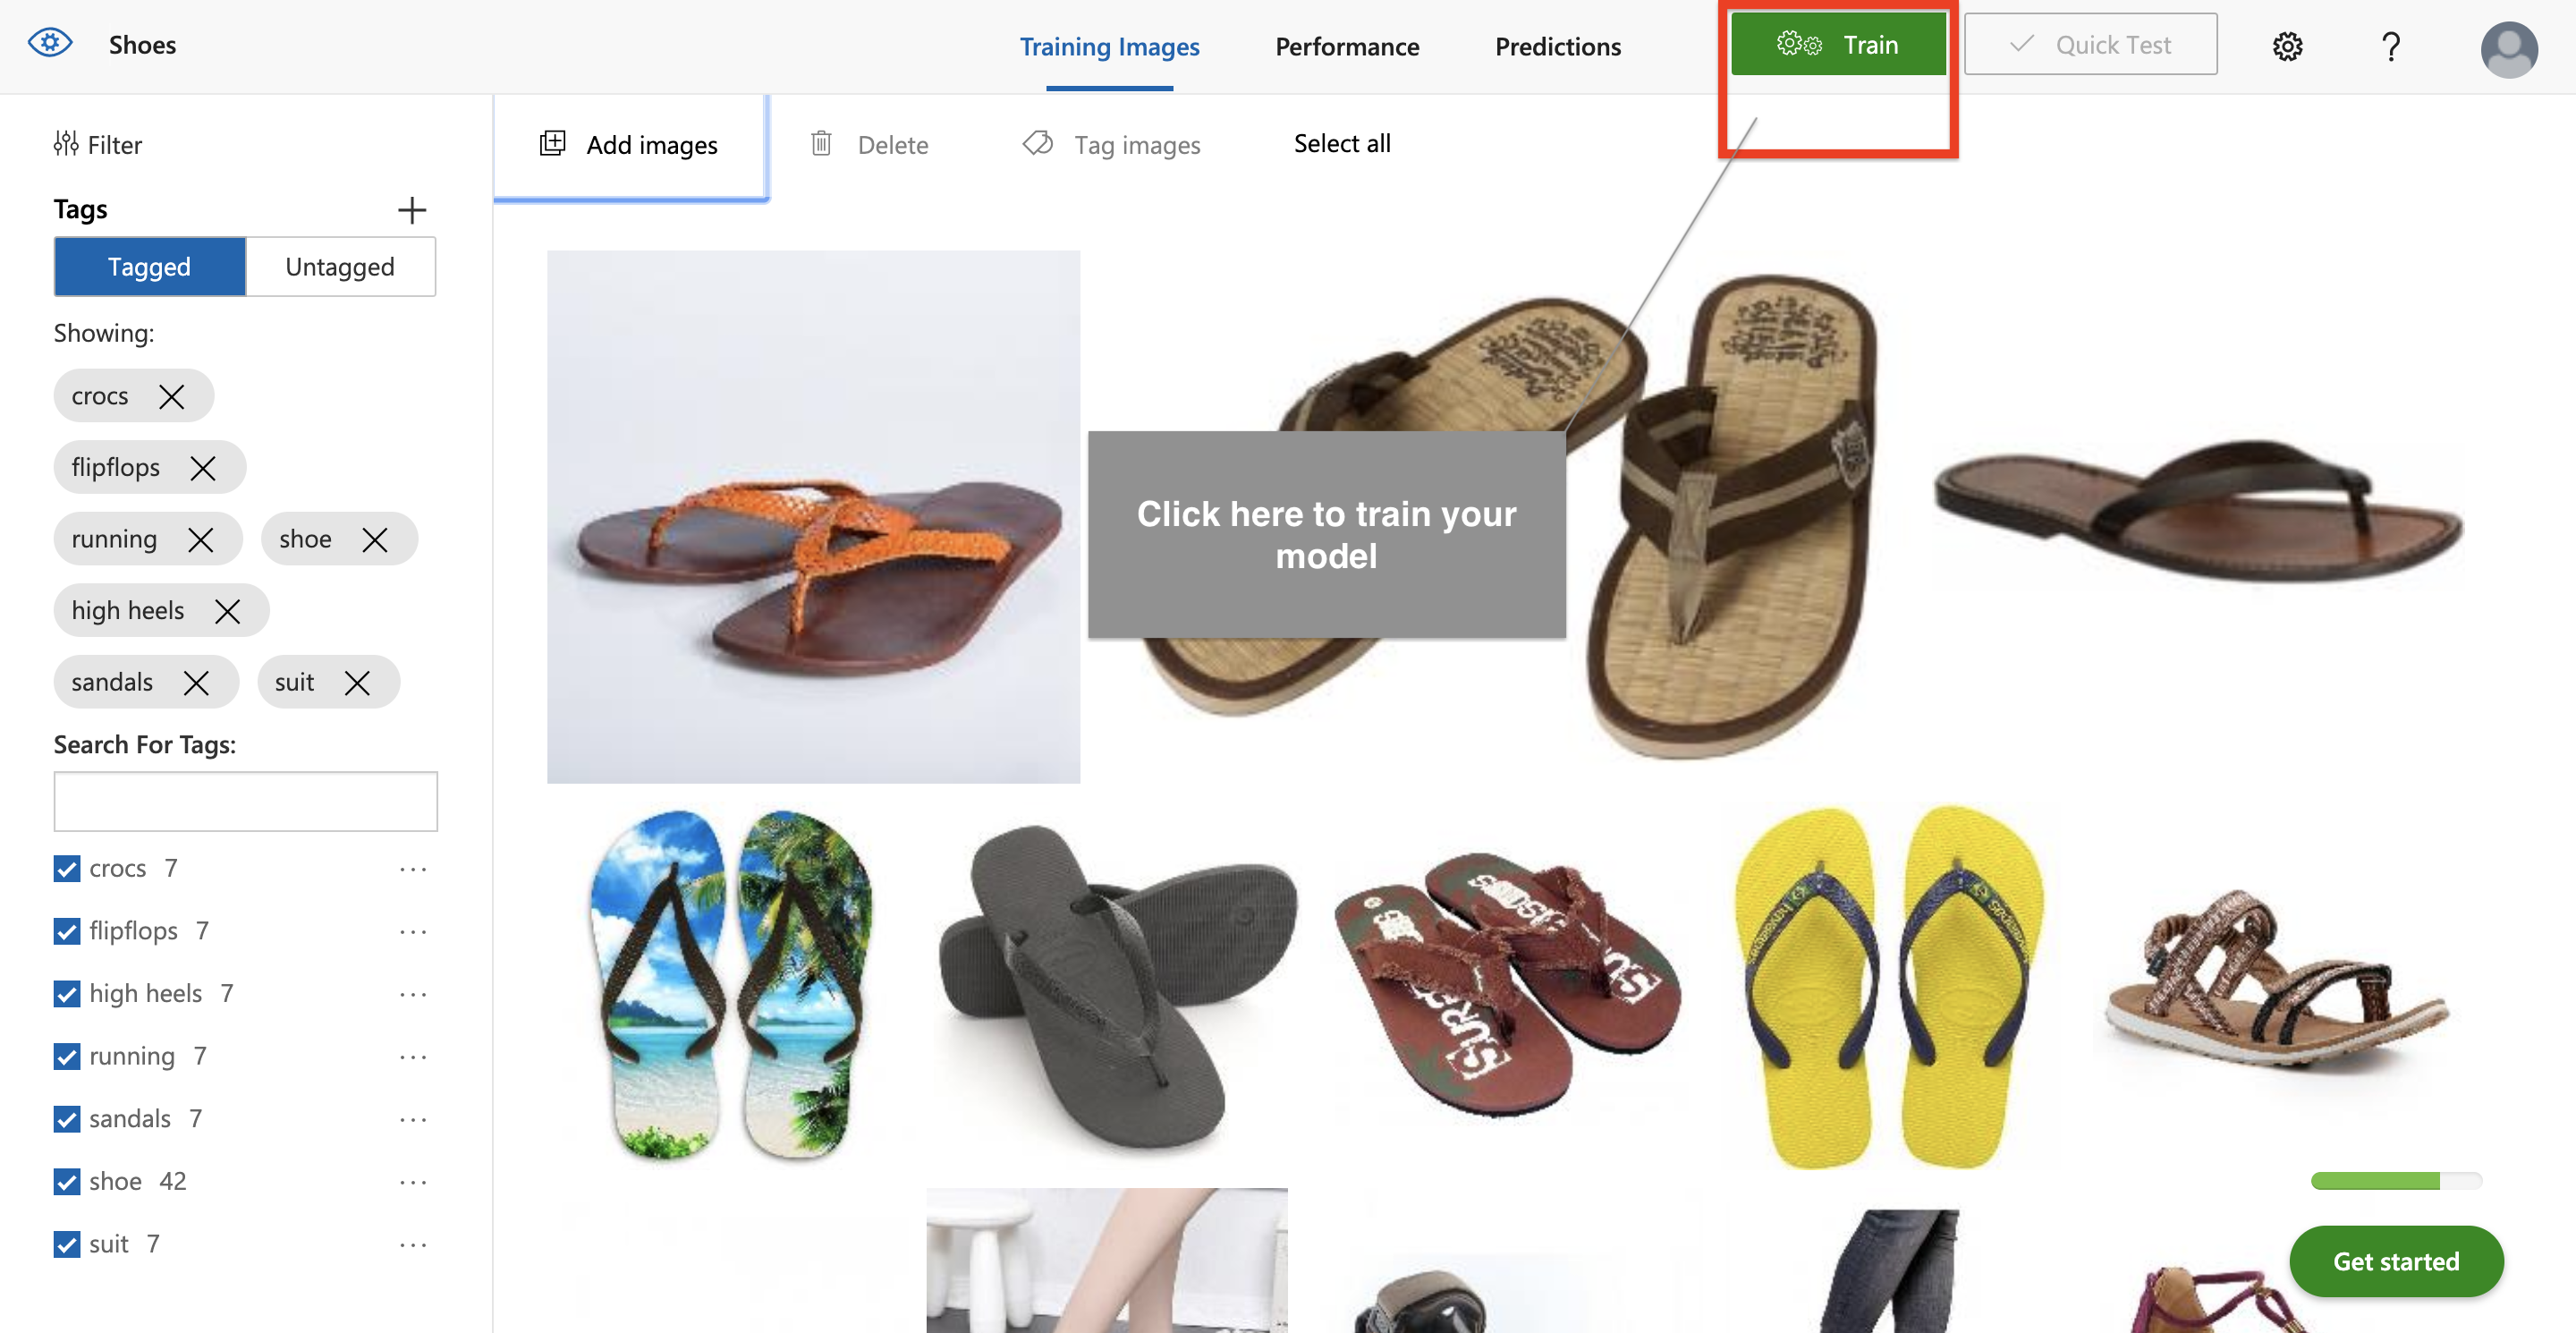 Shoes
Training Images
Performance
Predictions
Train
Quick Test
?
Filter
Add images
Delete
Tag images
Select all
Tags
Tagged
Untagged
Showing:
crocs
flipflops
running
shoe
high heels
sandals
suit
Search For Tags:
crocs 7
flipflops 7
high heels 7
running 7
sandals 7
shoe 42
suit 7
Click here to train your
model
Get started